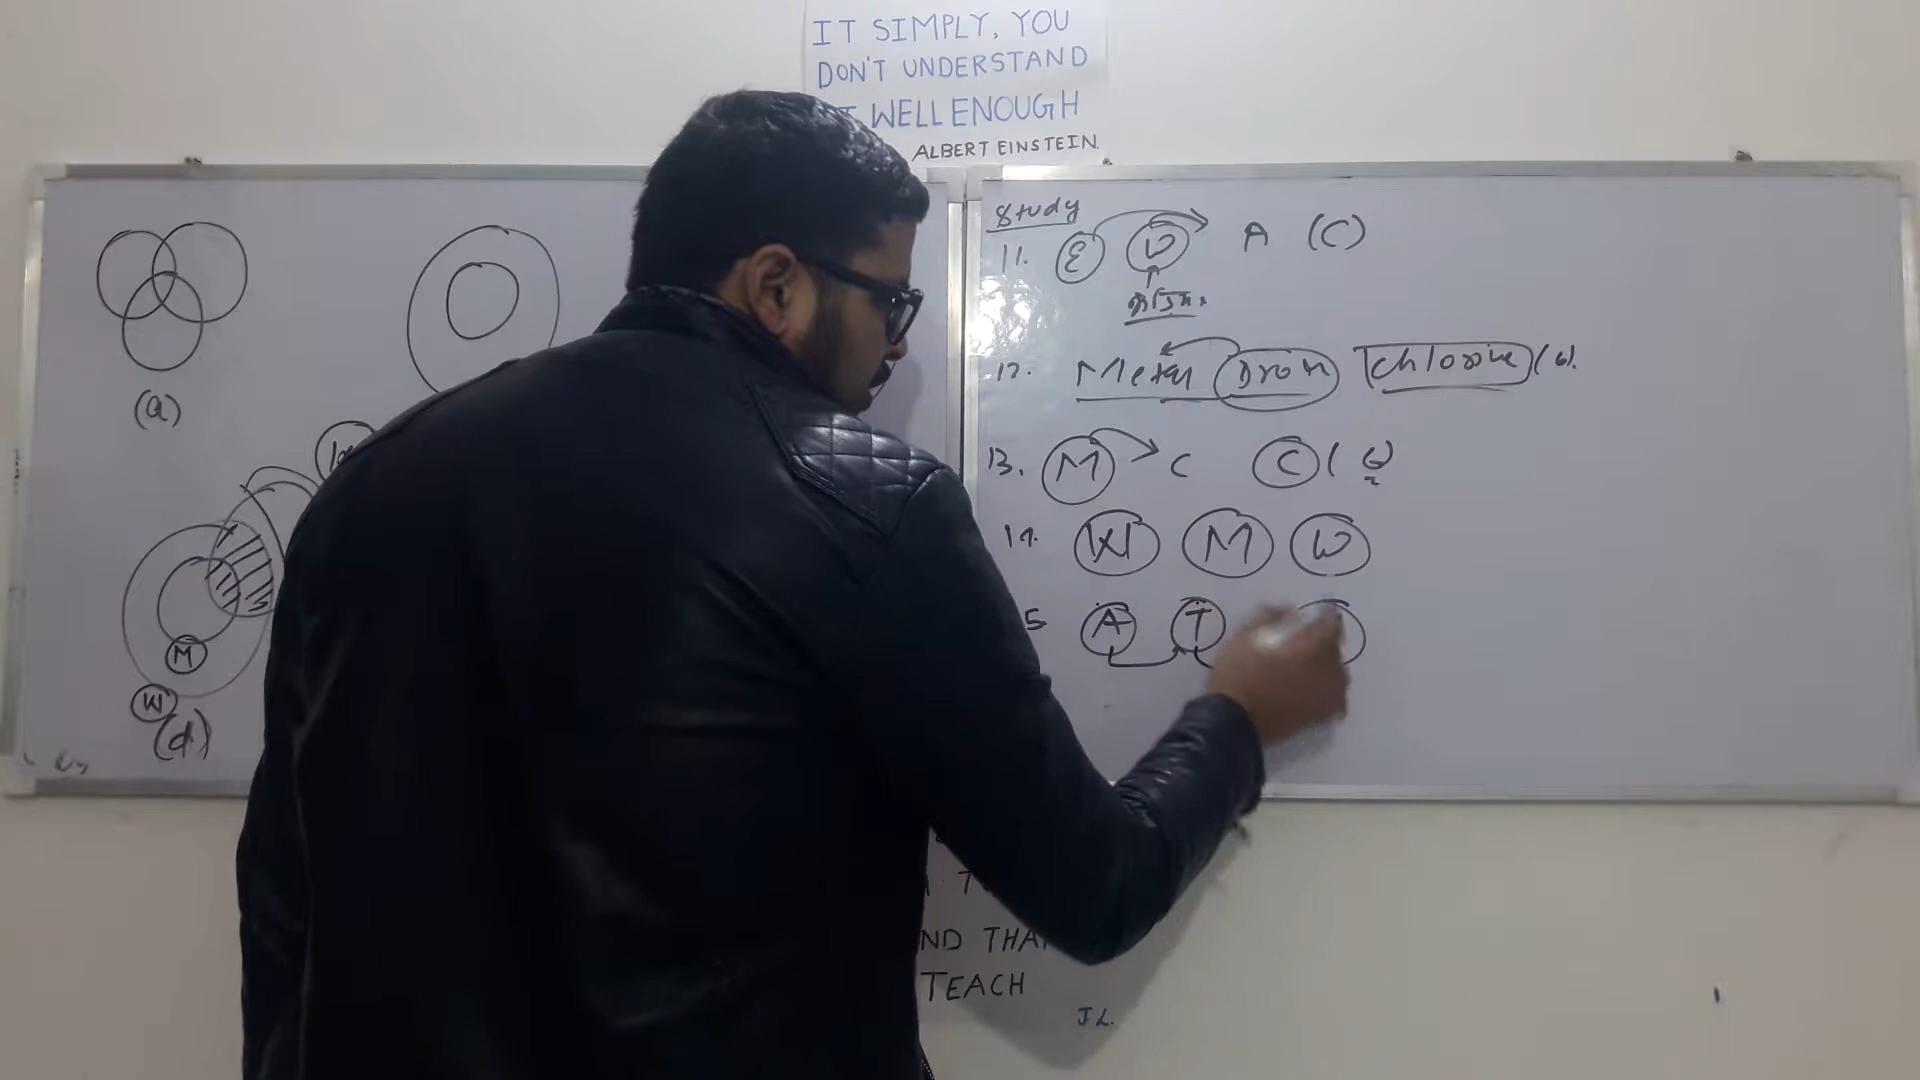 IT SIMPLY, YOU
DON'T UNDERSTAND
WELL ENOUGH
ALBERT EINSTEIN.
(a)
M
W
(d)
Study
11. E D A (C)
12. Metal Iron Chlorine (b).
13. M C C (
14. W M W
5 A T
ND THA
TEACH
J L.